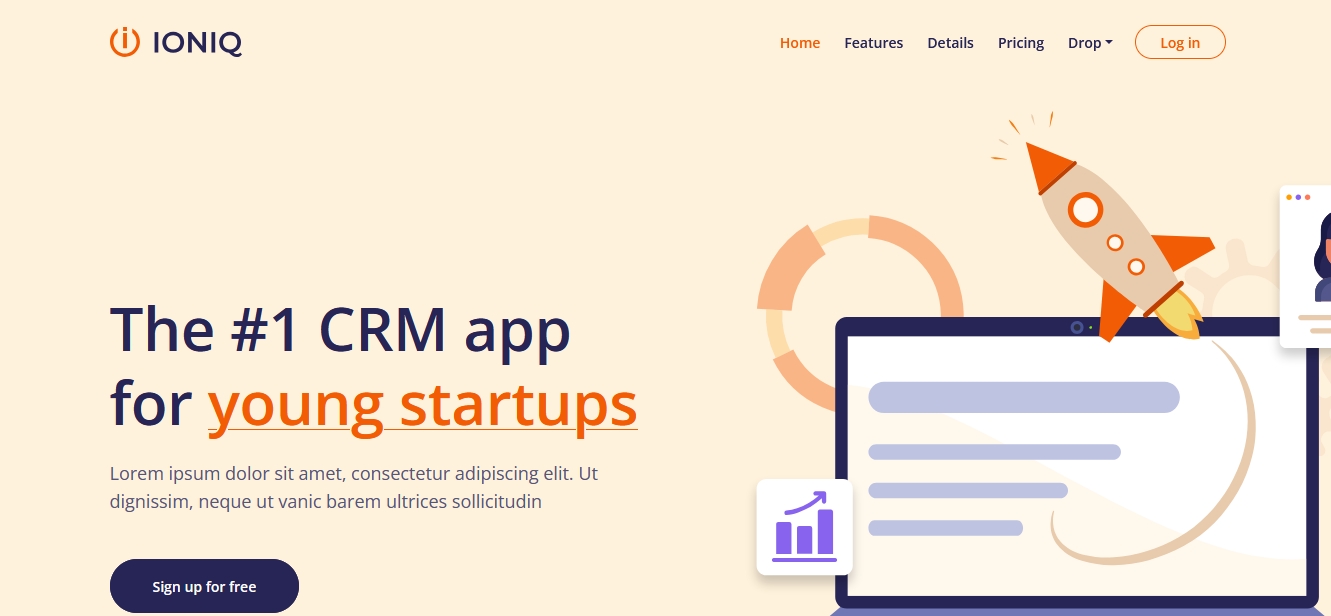 IONIQ
Home Features Details Pricing Drop Log in
The #1 CRM app
for young startups
Lorem ipsum dolor sit amet, consectetur adipiscing elit. Ut
dignissim, neque ut vanic barem ultrices sollicitudin
Sign up for free